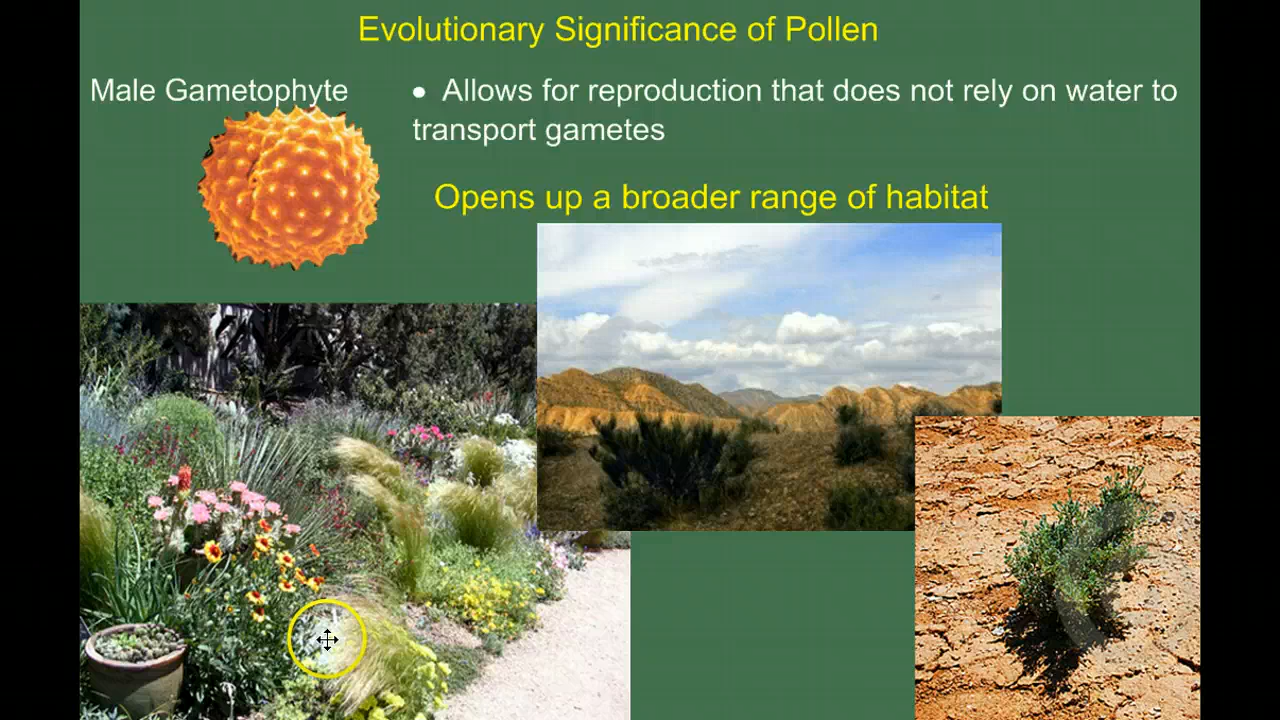 Evolutionary Significance of Pollen
Male Gametophyte
• Allows for reproduction that does not rely on water to
transport gametes
Opens up a broader range of habitat